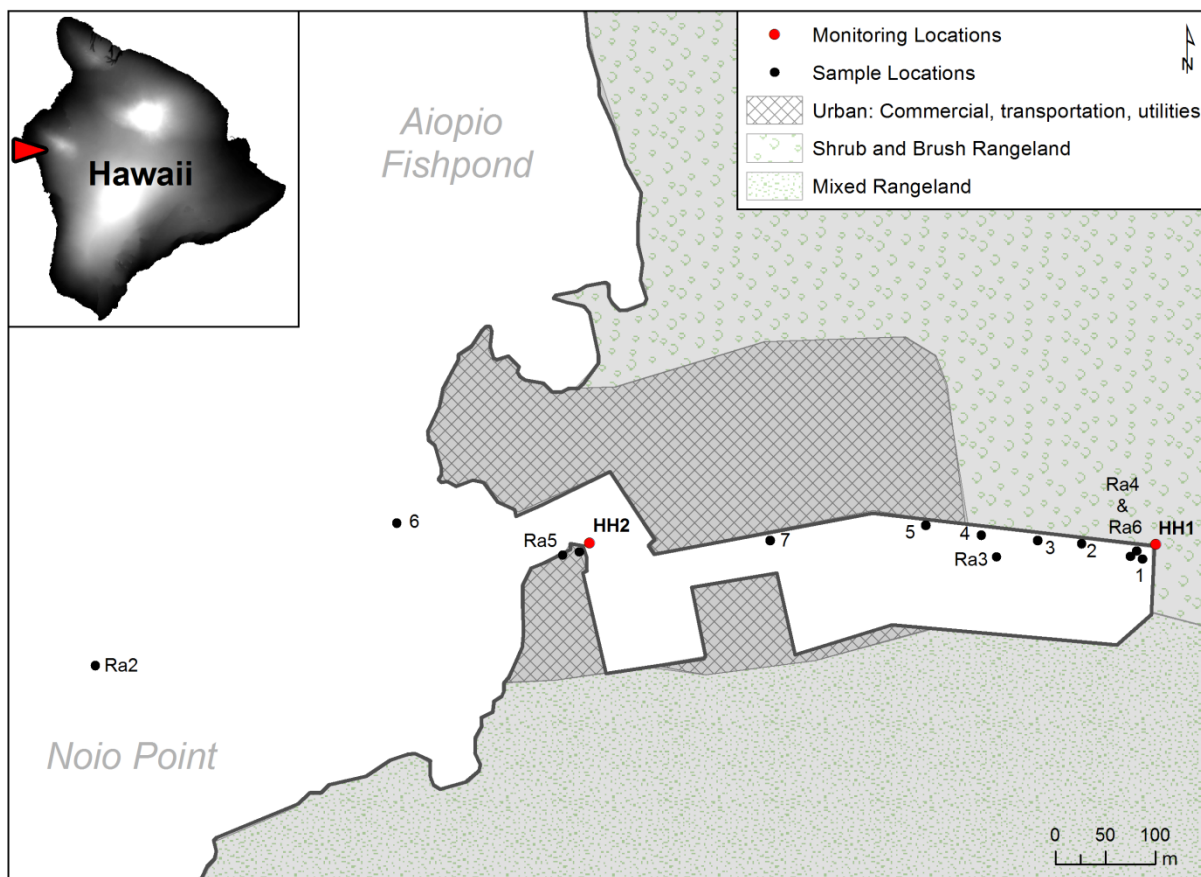 Hawaii
Aiopio
Fishpond
Monitoring Locations
Sample Locations
Urban: Commercial, transportation, utilities
Shrub and Brush Rangeland
Mixed Rangeland
N
Ra4
&
Ra6
HH1
6
Ra5
HH2
7
5
4
Ra3
3
2
1
Ra2
Noio Point
0 50 100
m